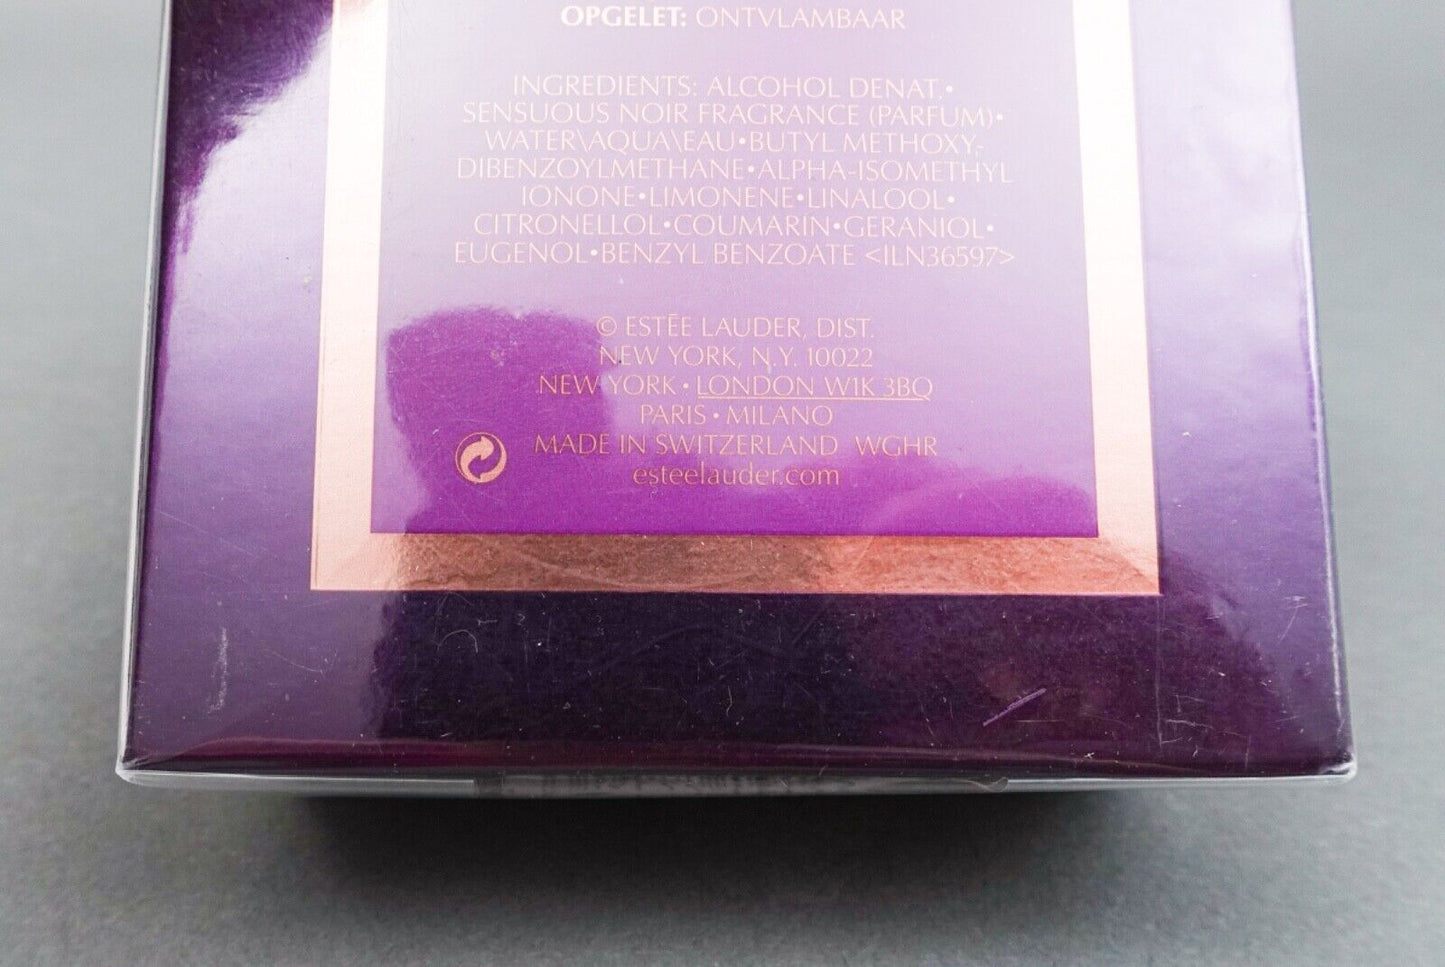 OPGELET: ONTVLAMBAAR
INGREDIENTS: ALCOHOL DENAT.•
SENSUOUS NOIR FRAGRANCE (PARFUM)•
WATER\AQUA\EAU•BUTYL METHOXY-
DIBENZOYLMETHANE•ALPHA-ISOMETHYL
IONONE•LIMONENE•LINALOOL•
CITRONELLOL•COUMARIN•GERANIOL•
EUGENOL•BENZYL BENZOATE <ILN36597>
© ESTĒE LAUDER, DIST.
NEW YORK, N.Y. 10022
NEW YORK • LONDON W1K 3BQ
PARIS • MILANO
MADE IN SWITZERLAND WGHR
esteelauder.com